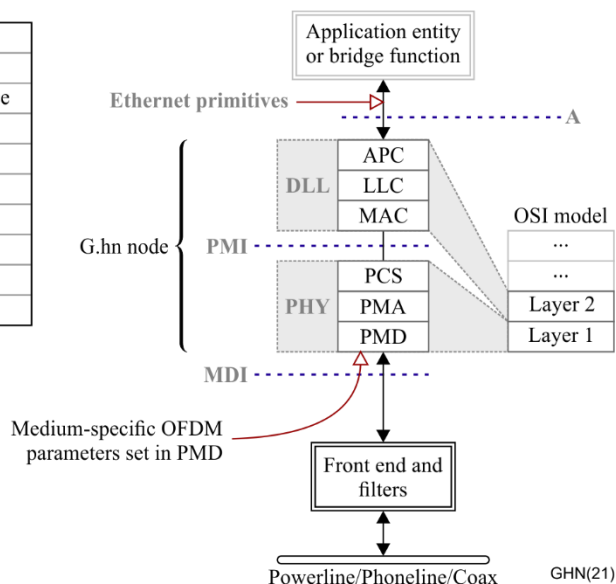 e
Application entity
or bridge function
Ethernet primitives
A
APC
DLL
LLC
MAC
OSI model
...
G.hn node
PMI
...
PCS
PHY
PMA
Layer 2
PMD
Layer 1
MDI
Medium-specific OFDM
parameters set in PMD
Front end and
filters
Powerline/Phoneline/Coax
GHN(21)